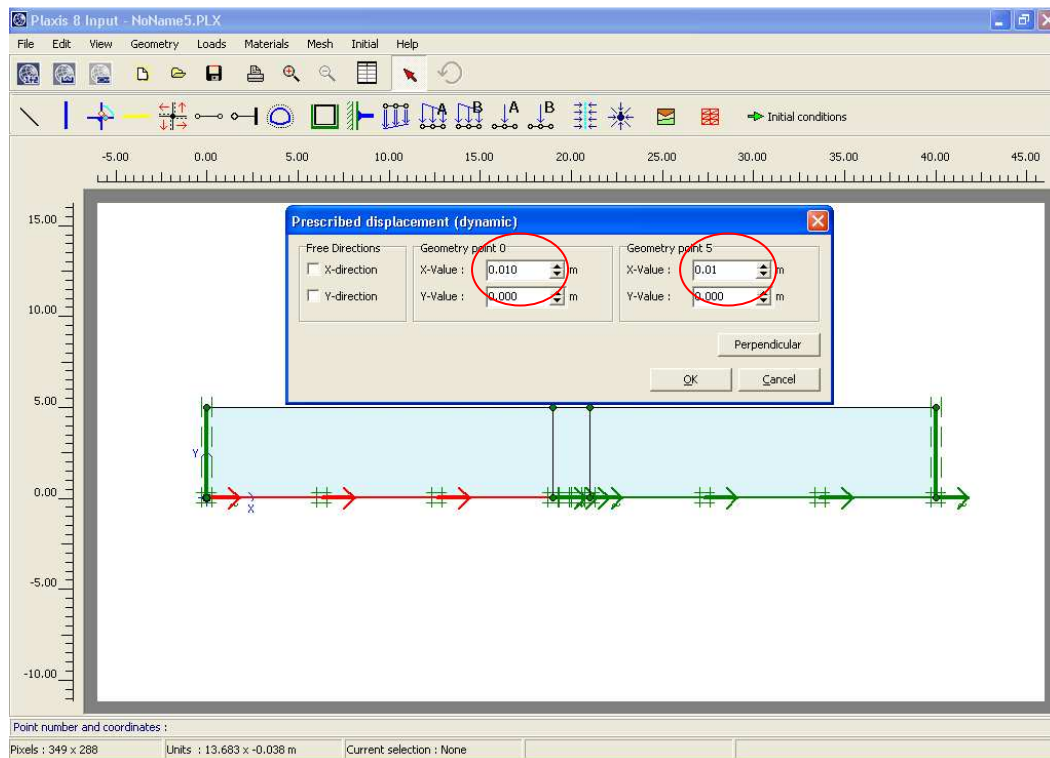 Plaxis 8 Input - NoName5.PLX
File Edit View Geometry Loads Materials Mesh Initial Help
A B A B Initial conditions
-5.00 0.00 5.00 10.00 15.00 20.00 25.00 30.00 35.00 40.00 45.00
15.00
Prescribed displacement (dynamic)
Free Directions Geometry point 0 Geometry point 5
X-direction X-Value : 0.010 m X-Value : 0.01 m
Y-direction Y-Value : 0.000 m Y-Value : 0.000 m
10.00
Perpendicular
OK Cancel
5.00
Y
0.00
X
-5.00
-10.00
Point number and coordinates :
Pixels : 349 x 288 Units : 13.683 x -0.038 m Current selection : None